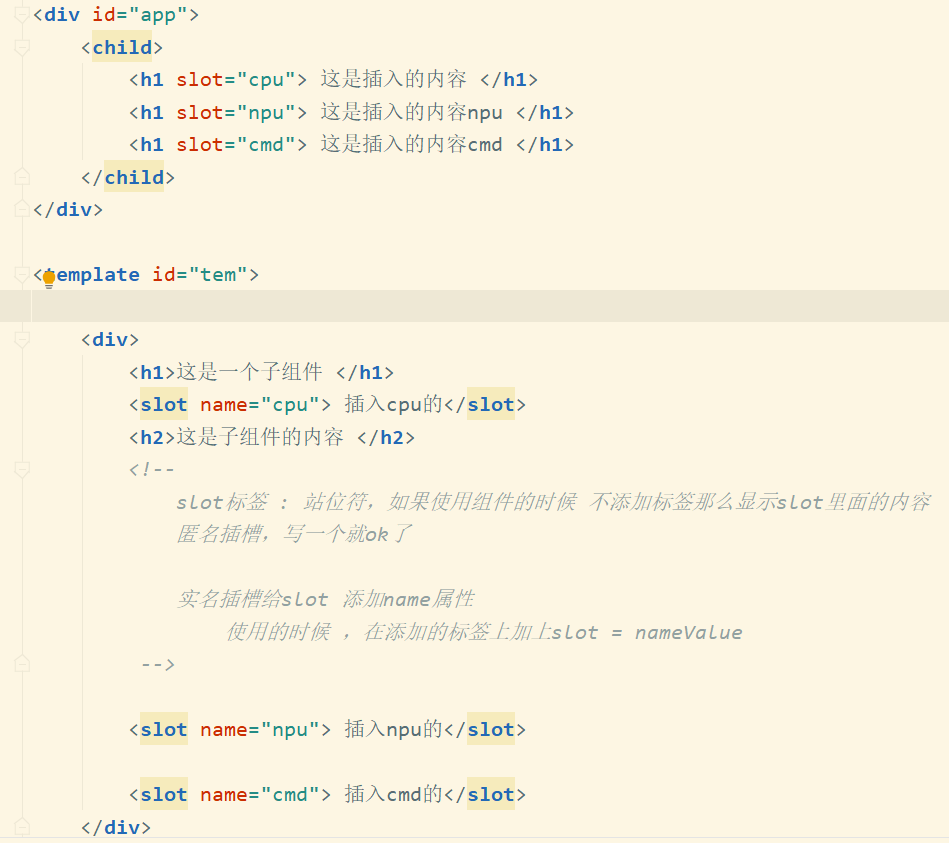 <div id="app">
<child>
<h1 slot="cpu"> 这是插入的内容 </h1>
<h1 slot="npu"> 这是插入的内容npu </h1>
<h1 slot="cmd"> 这是插入的内容cmd </h1>
</child>
</div>
<template id="tem">
<div>
<h1>这是一个子组件 </h1>
<slot name="cpu"> 插入cpu的</slot>
<h2>这是子组件的内容 </h2>
<!--
slot标签 : 站位符，如果使用组件的时候 不添加标签那么显示slot里面的内容
匿名插槽，写一个就ok了
实名插槽给slot 添加name属性
使用的时候 ，在添加的标签上加上slot = nameValue
-->
<slot name="npu"> 插入npu的</slot>
<slot name="cmd"> 插入cmd的</slot>
</div>